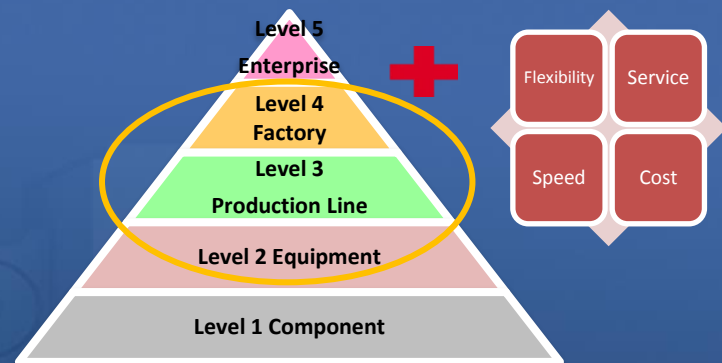 Level 5
Enterprise
Level 4
Factory
Level 3
Production Line
Level 2 Equipment
Level 1 Component
Flexibility
Service
Speed
Cost